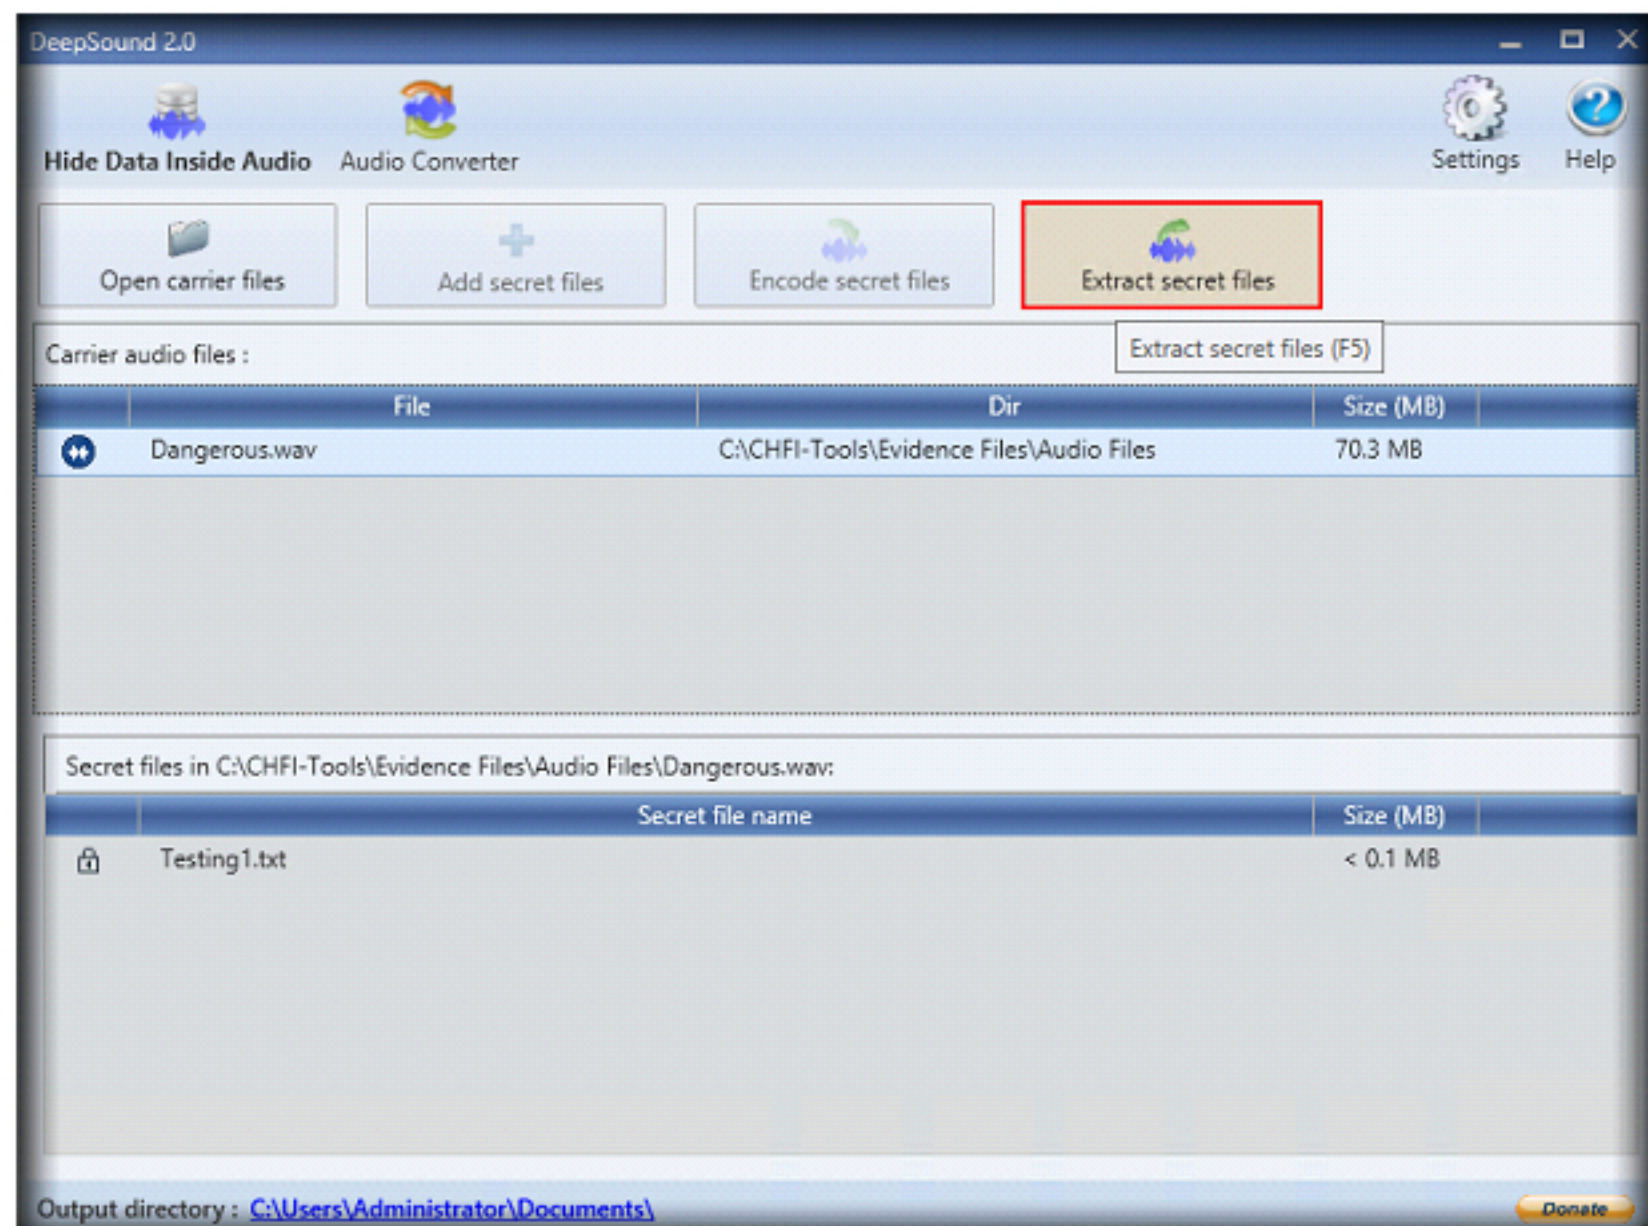 DeepSound 2.0
Hide Data Inside Audio Audio Converter Settings Help
Open carrier files Add secret files Encode secret files Extract secret files
Carrier audio files : Extract secret files (F5)
File Dir Size (MB)
Dangerous.wav C:\CHFI-Tools\Evidence Files\Audio Files 70.3 MB
Secret files in C:\CHFI-Tools\Evidence Files\Audio Files\Dangerous.wav:
Secret file name Size (MB)
Testing1.txt < 0.1 MB
Output directory : C:\Users\Administrator\Documents\ Donate